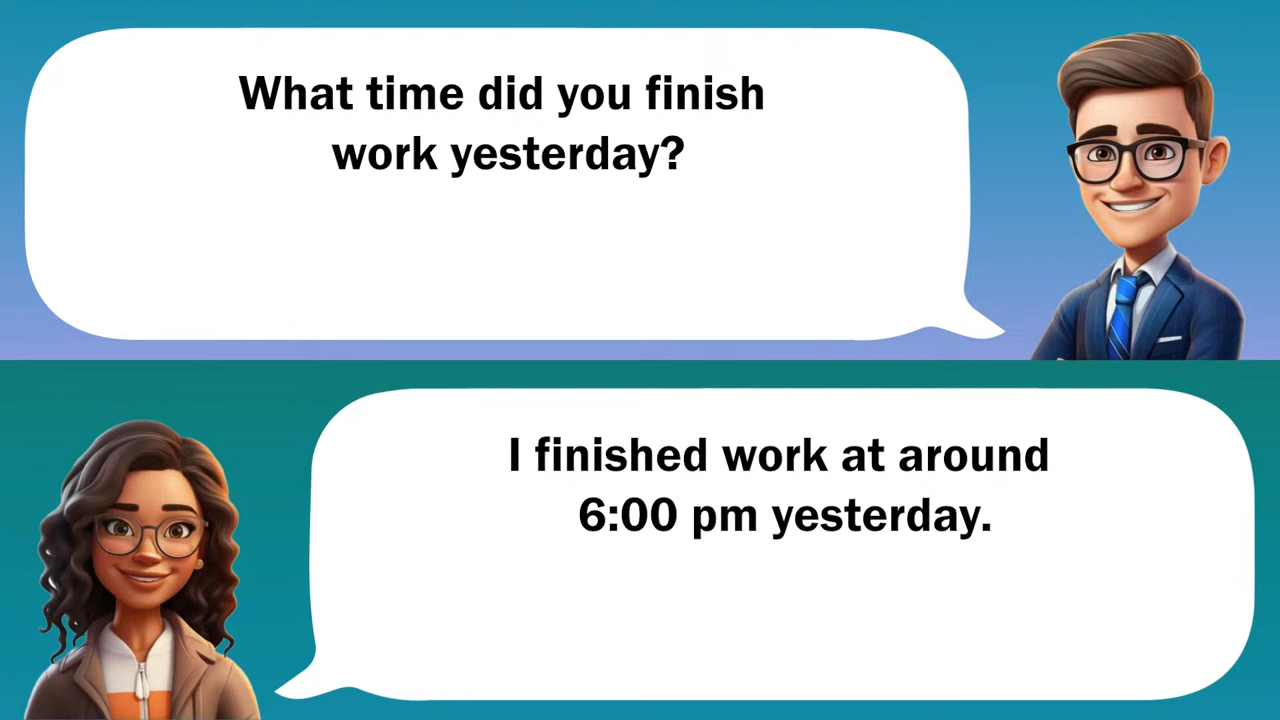 What time did you finish
work yesterday?
I finished work at around
6:00 pm yesterday.